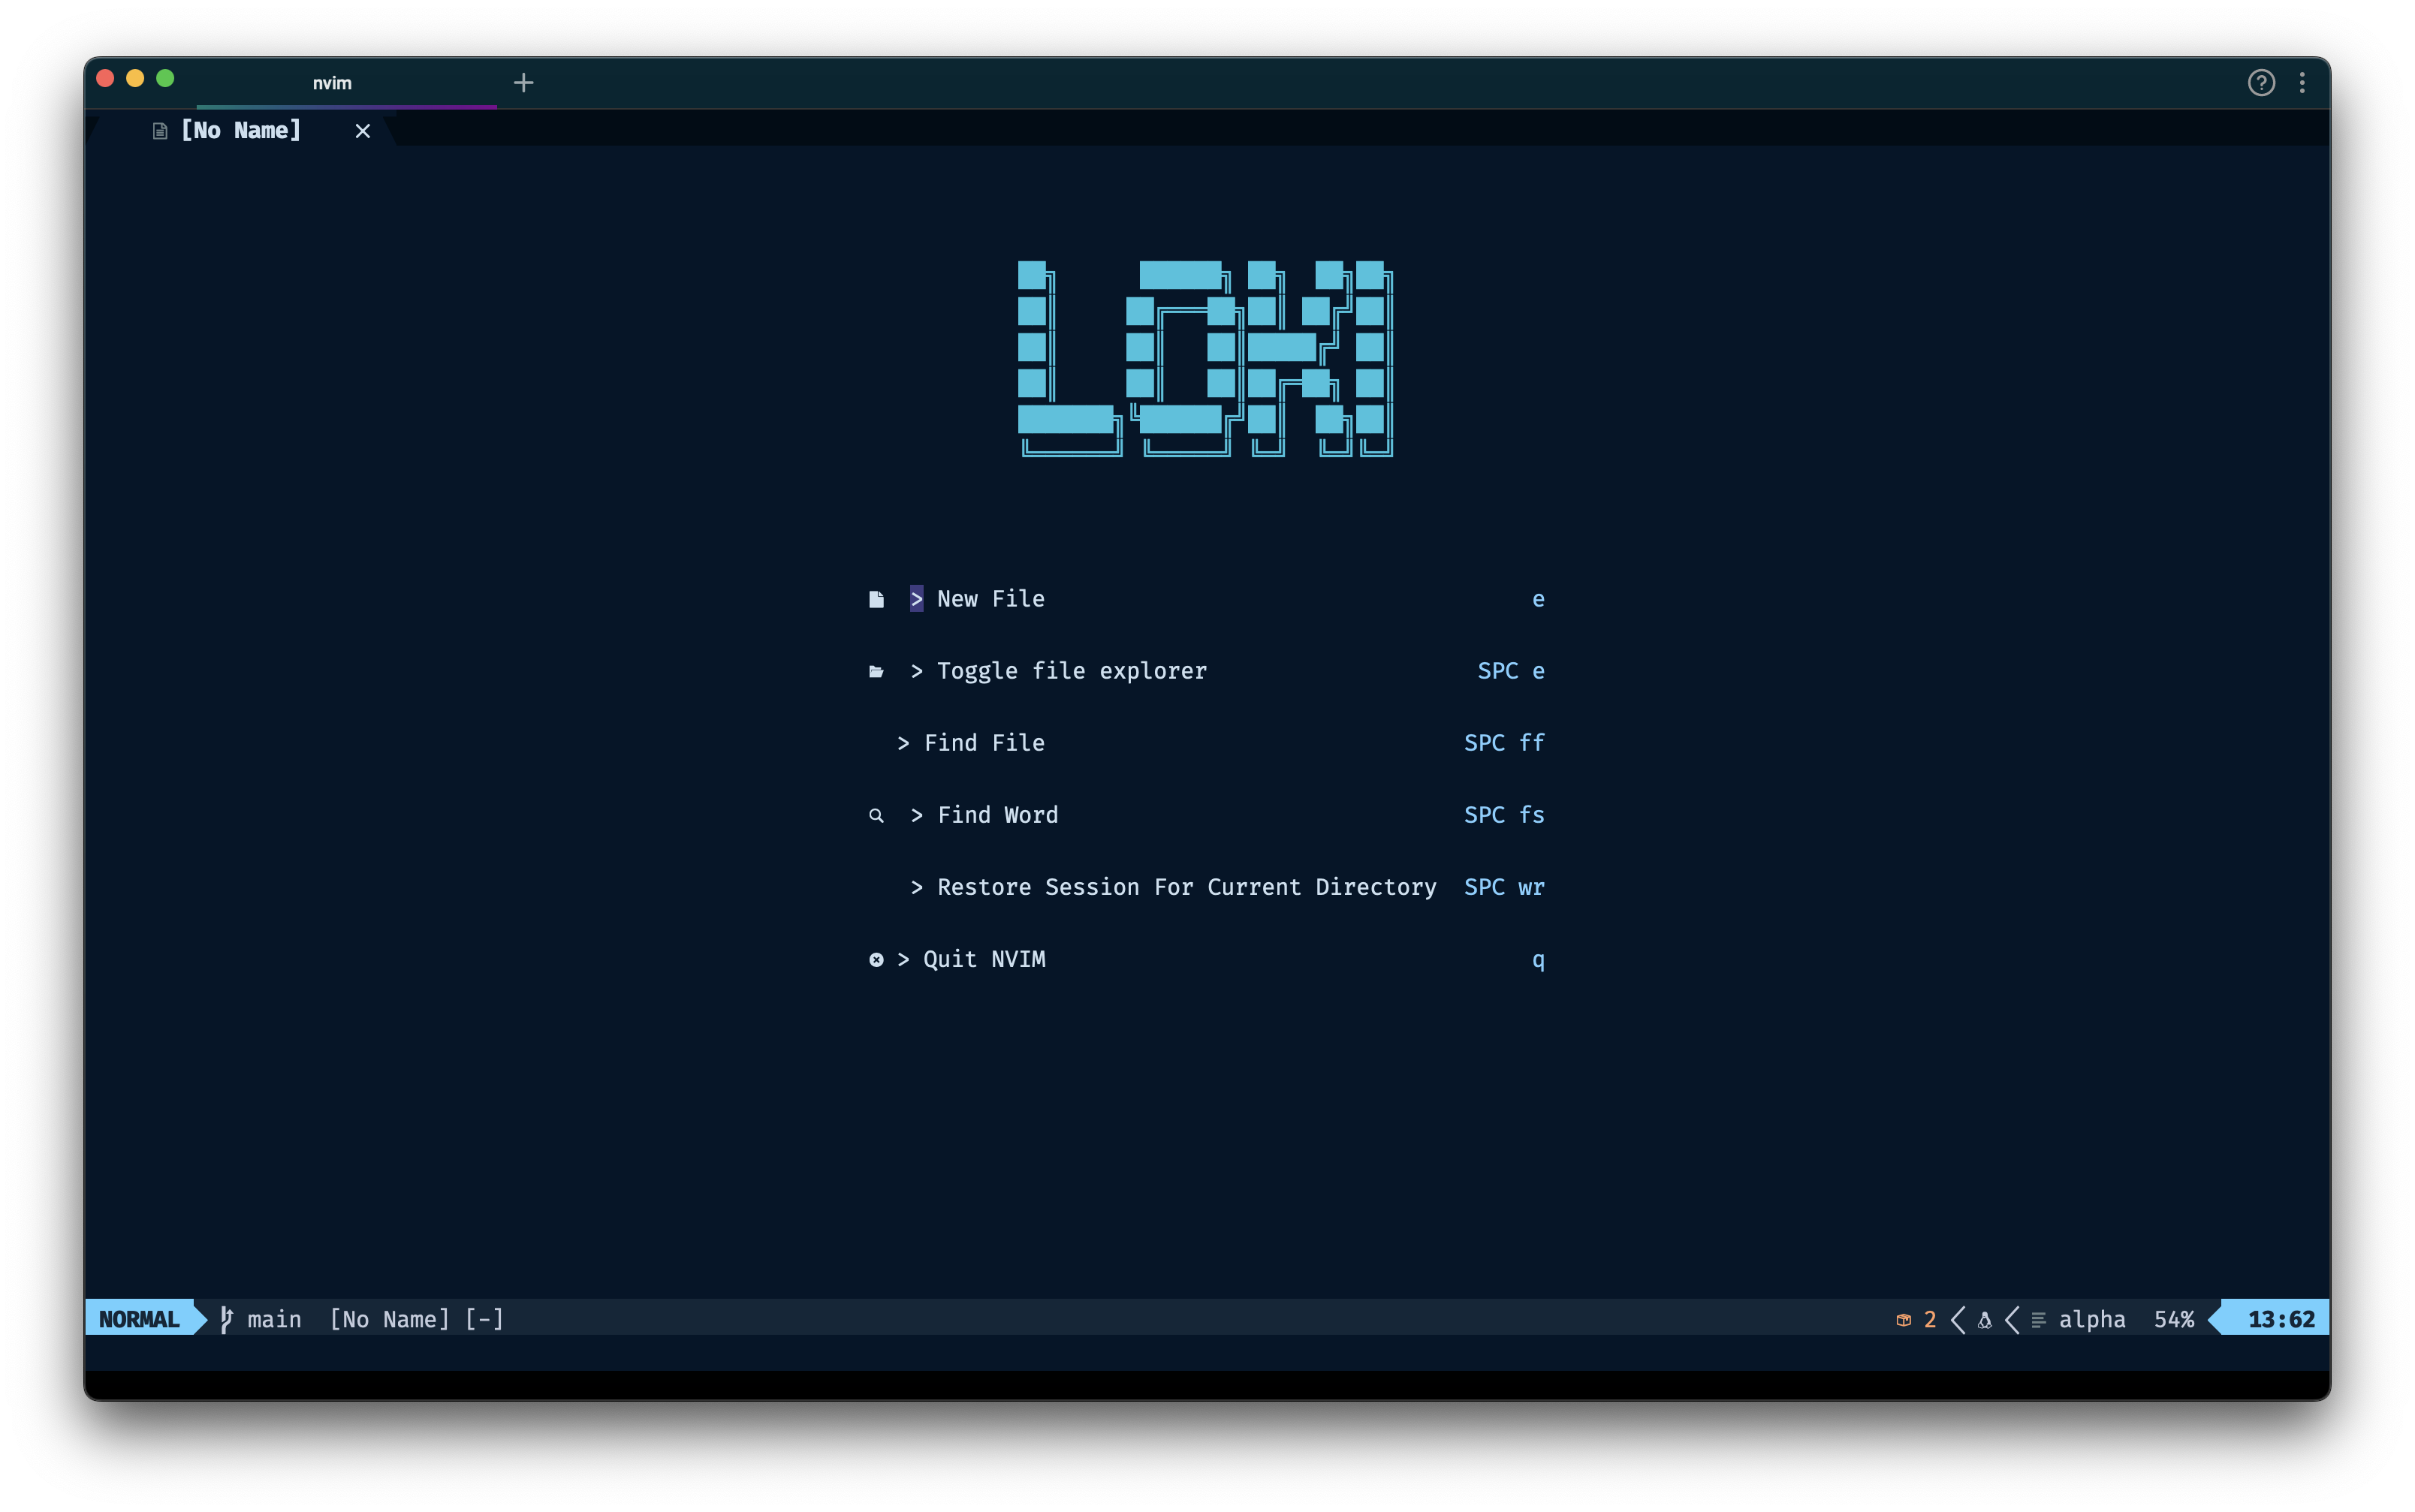 nvim
[No Name]
LOKI
> New File e
> Toggle file explorer SPC e
> Find File SPC ff
> Find Word SPC fs
> Restore Session For Current Directory SPC wr
> Quit NVIM q
NORMAL main [No Name] [-] 2 alpha 54% 13:62